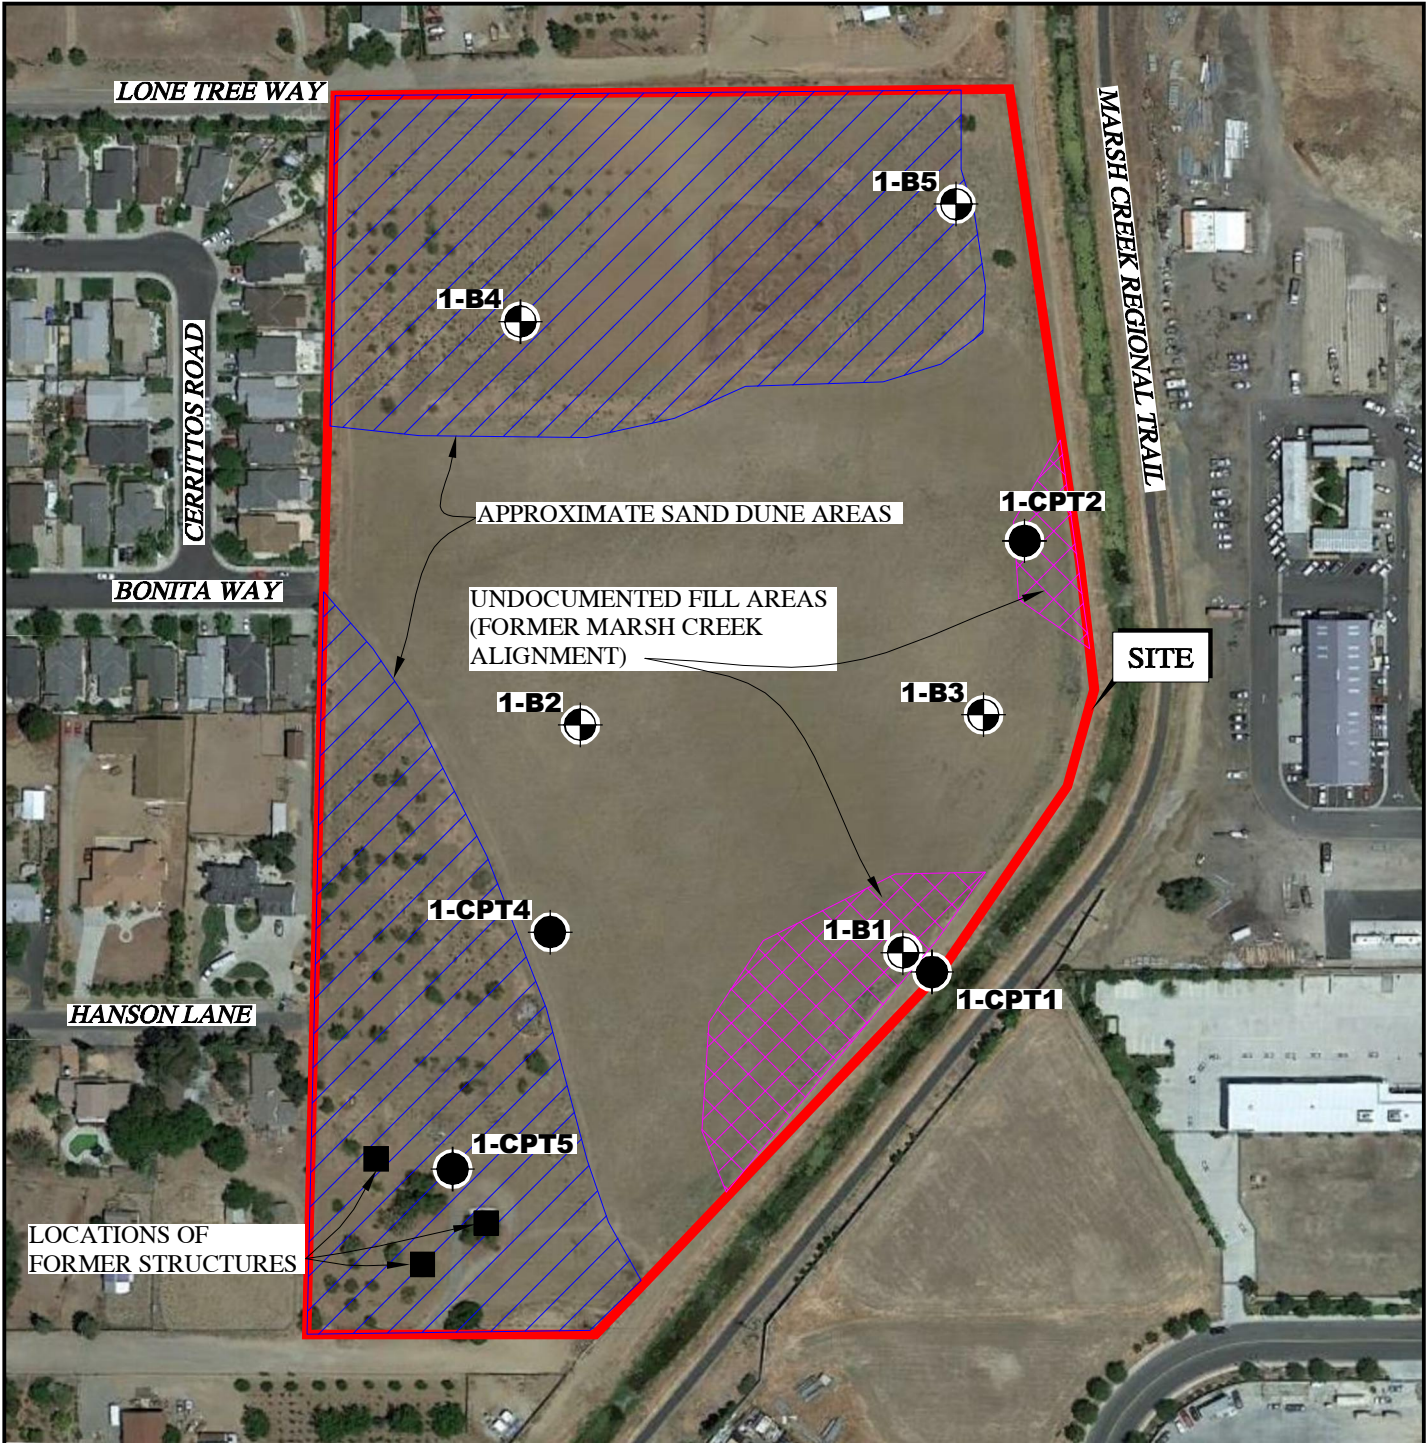 LONE TREE WAY
MARSH CREEK REGIONAL TRAIL
1-B5
1-B4
CERRITTOS ROAD
1-CPT2
APPROXIMATE SAND DUNE AREAS
BONITA WAY
UNDOCUMENTED FILL AREAS
(FORMER MARSH CREEK
ALIGNMENT)
SITE
1-B2
1-B3
1-CPT4
1-B1
1-CPT1
HANSON LANE
1-CPT5
LOCATIONS OF
FORMER STRUCTURES